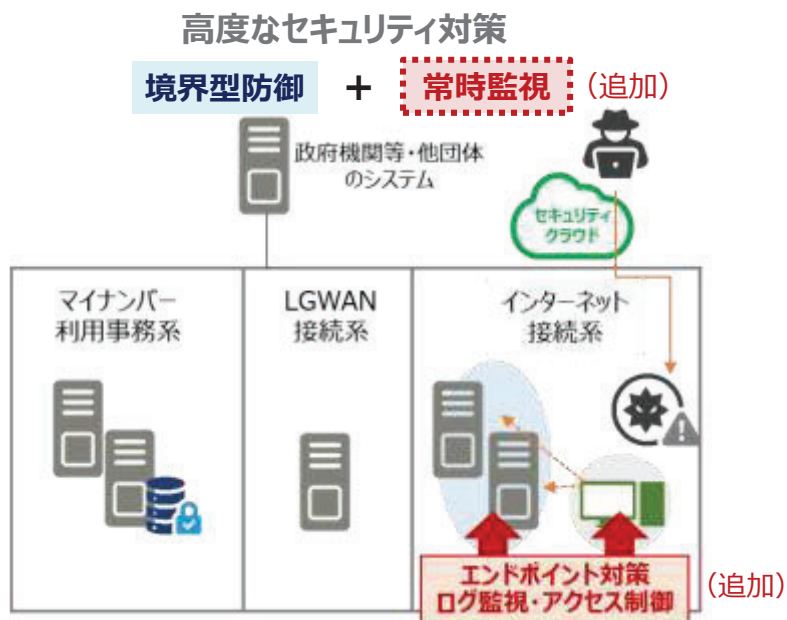 高度なセキュリティ対策
境界型防御 + 常時監視 (追加)
政府機関等・他団体
のシステム
セキュリティ
クラウド
マイナンバー
利用事務系
LGWAN
接続系
インターネット
接続系
エンドポイント対策
ログ監視・アクセス制御
(追加)